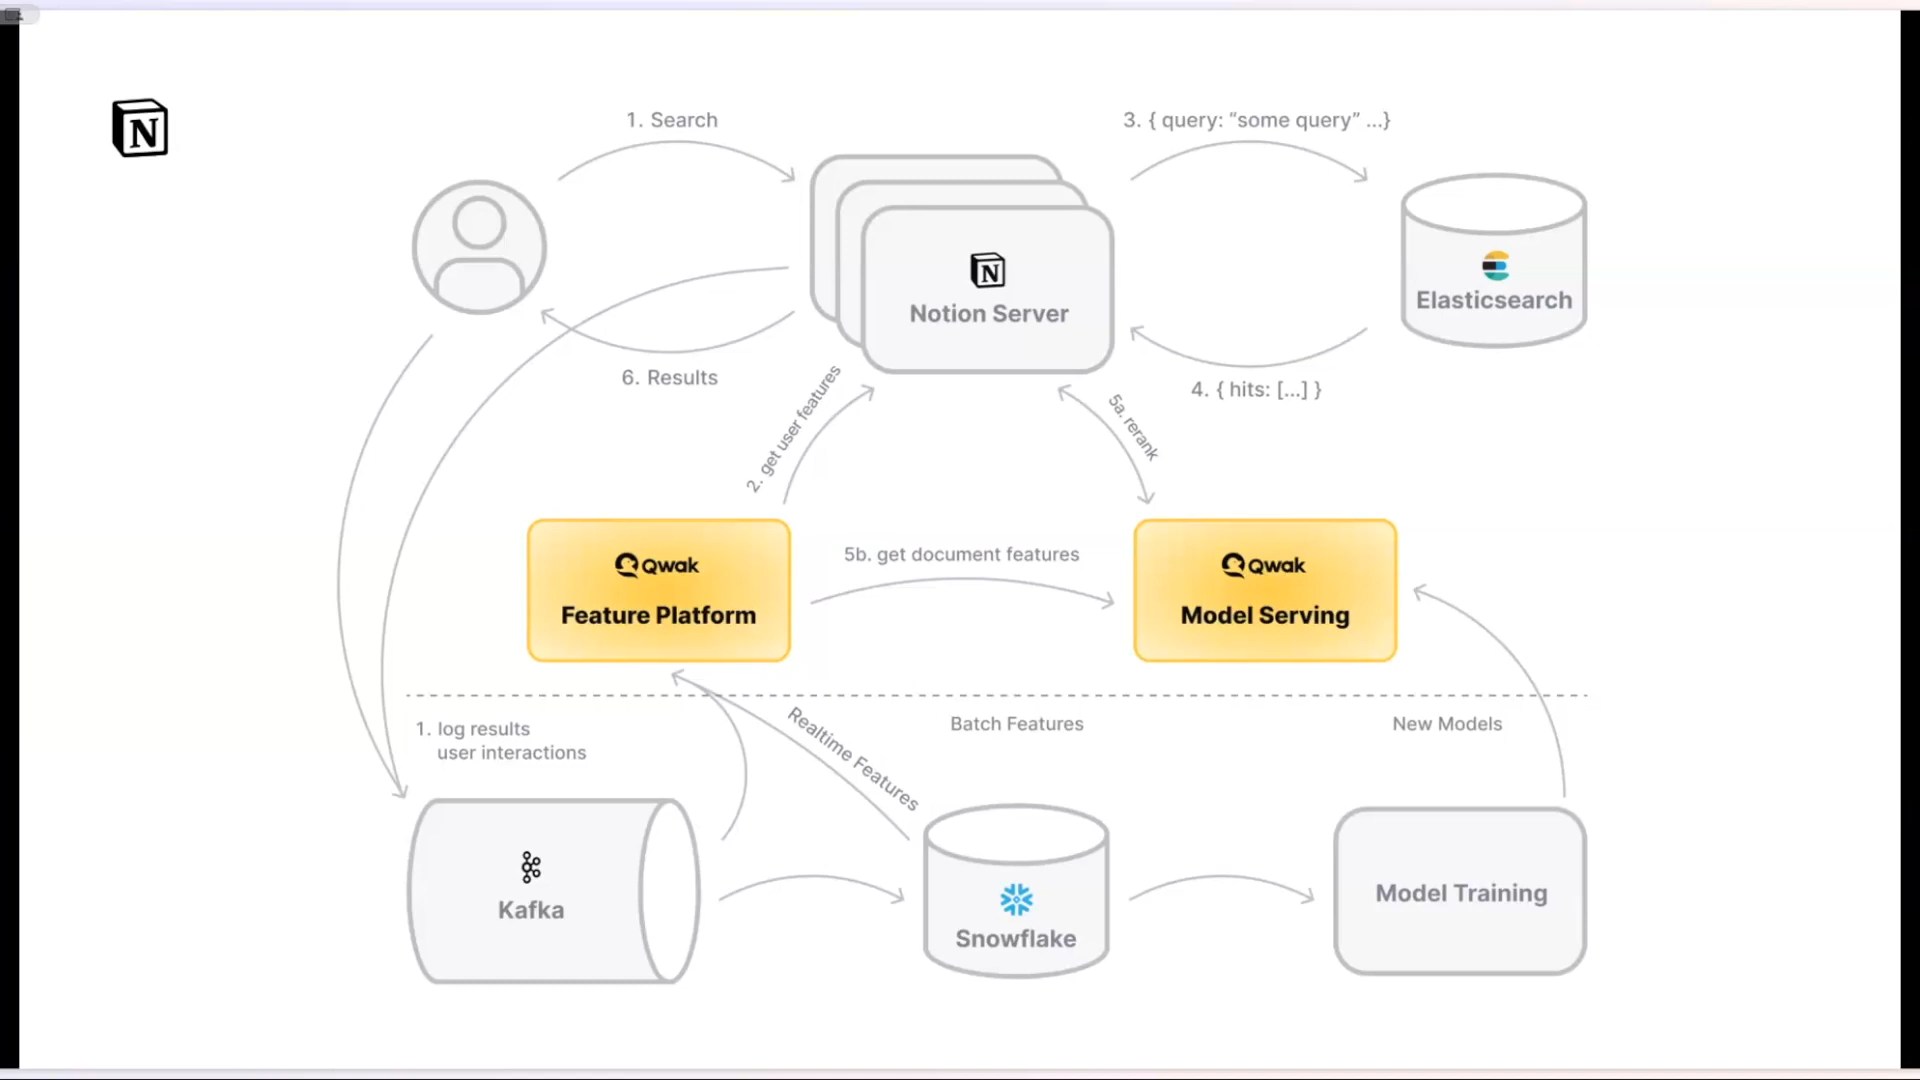 N
1. Search
3. { query: “some query” ...}
N
Notion Server
Elasticsearch
6. Results
4. { hits: [...] }
2. get user features
5a. rerank
Qwak
Feature Platform
5b. get document features
Qwak
Model Serving
1. log results
user interactions
Realtime Features
Batch Features
New Models
Kafka
Snowflake
Model Training